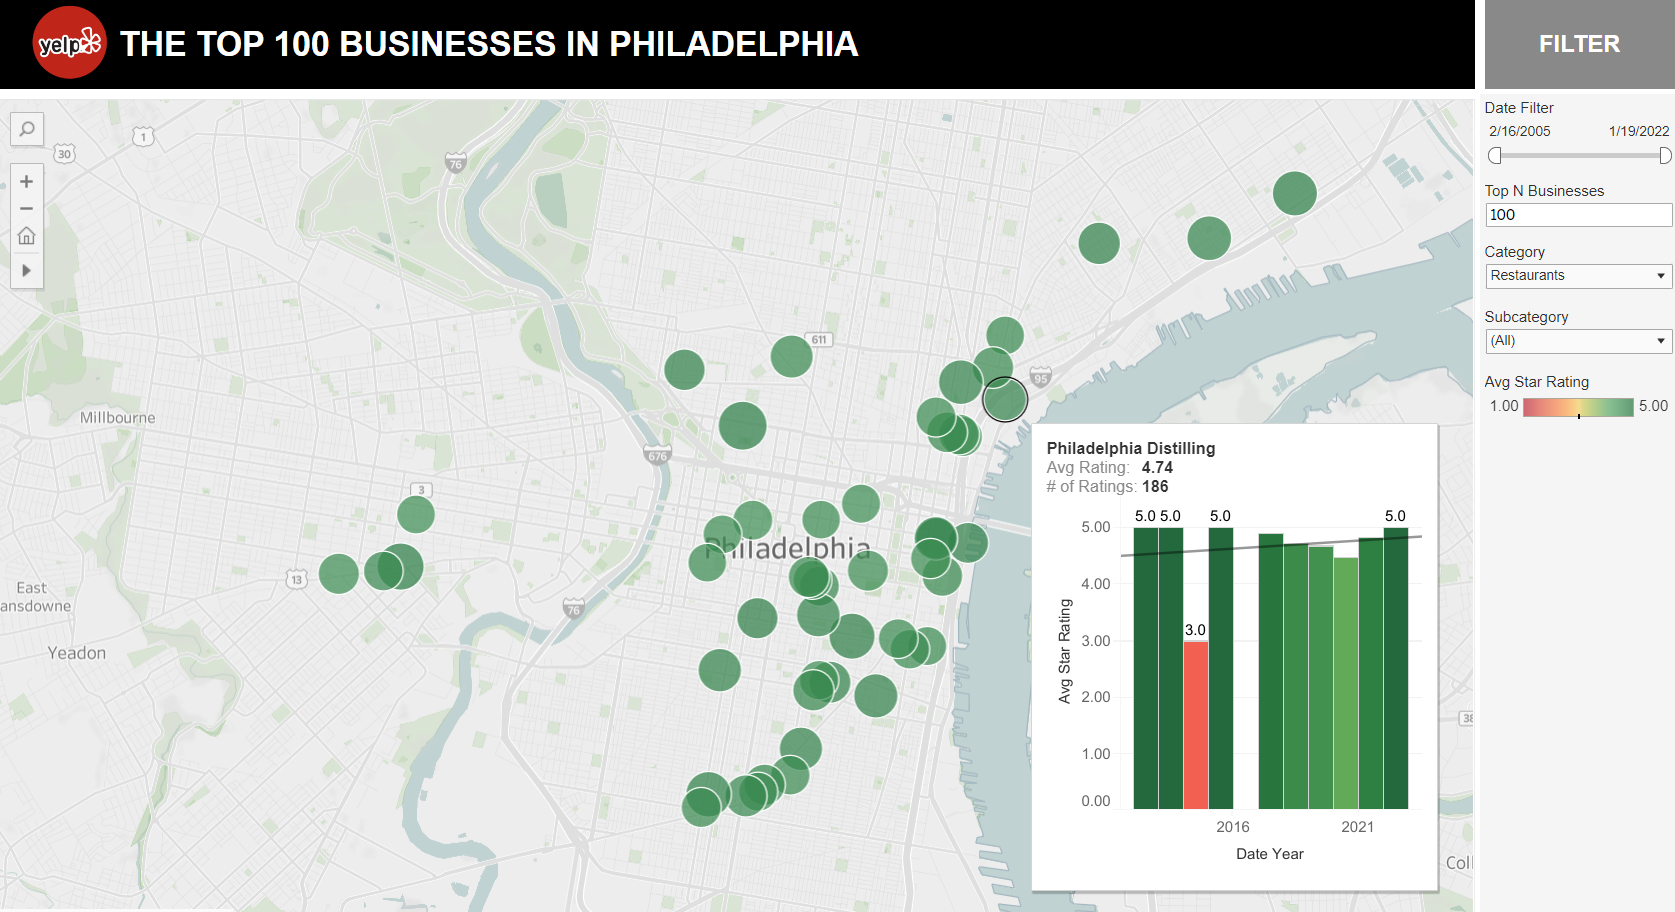 yelp
THE TOP 100 BUSINESSES IN PHILADELPHIA
FILTER
Date Filter
2/16/2005 1/19/2022
Top N Businesses
100
Category
Restaurants
Subcategory
(All)
Avg Star Rating
1.00 5.00
1
30
76
611
95
Millbourne
676
3
Philadelphia
13
East
ansdowne
76
Yeadon
38
Coll
Philadelphia Distilling
Avg Rating: 4.74
# of Ratings: 186
5.0 5.0 5.0 5.0
3.0
5.00
4.00
3.00
2.00
1.00
0.00
Avg Star Rating
2016 2021
Date Year